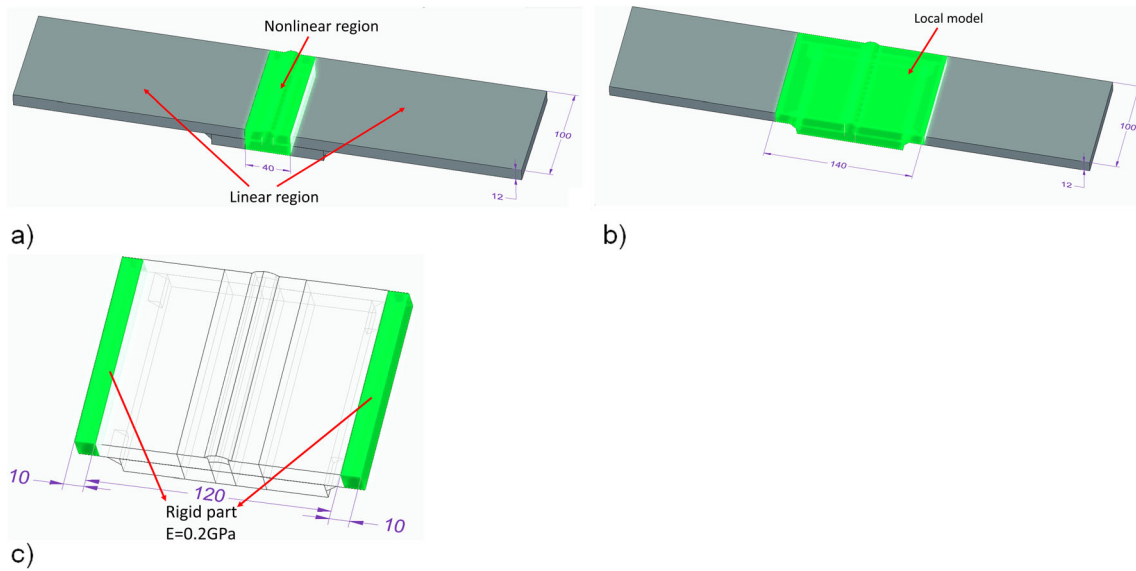 Nonlinear region
Linear region
40
100
12
a)
Local model
140
100
12
b)
10
120
10
Rigid part
E=0.2GPa
c)